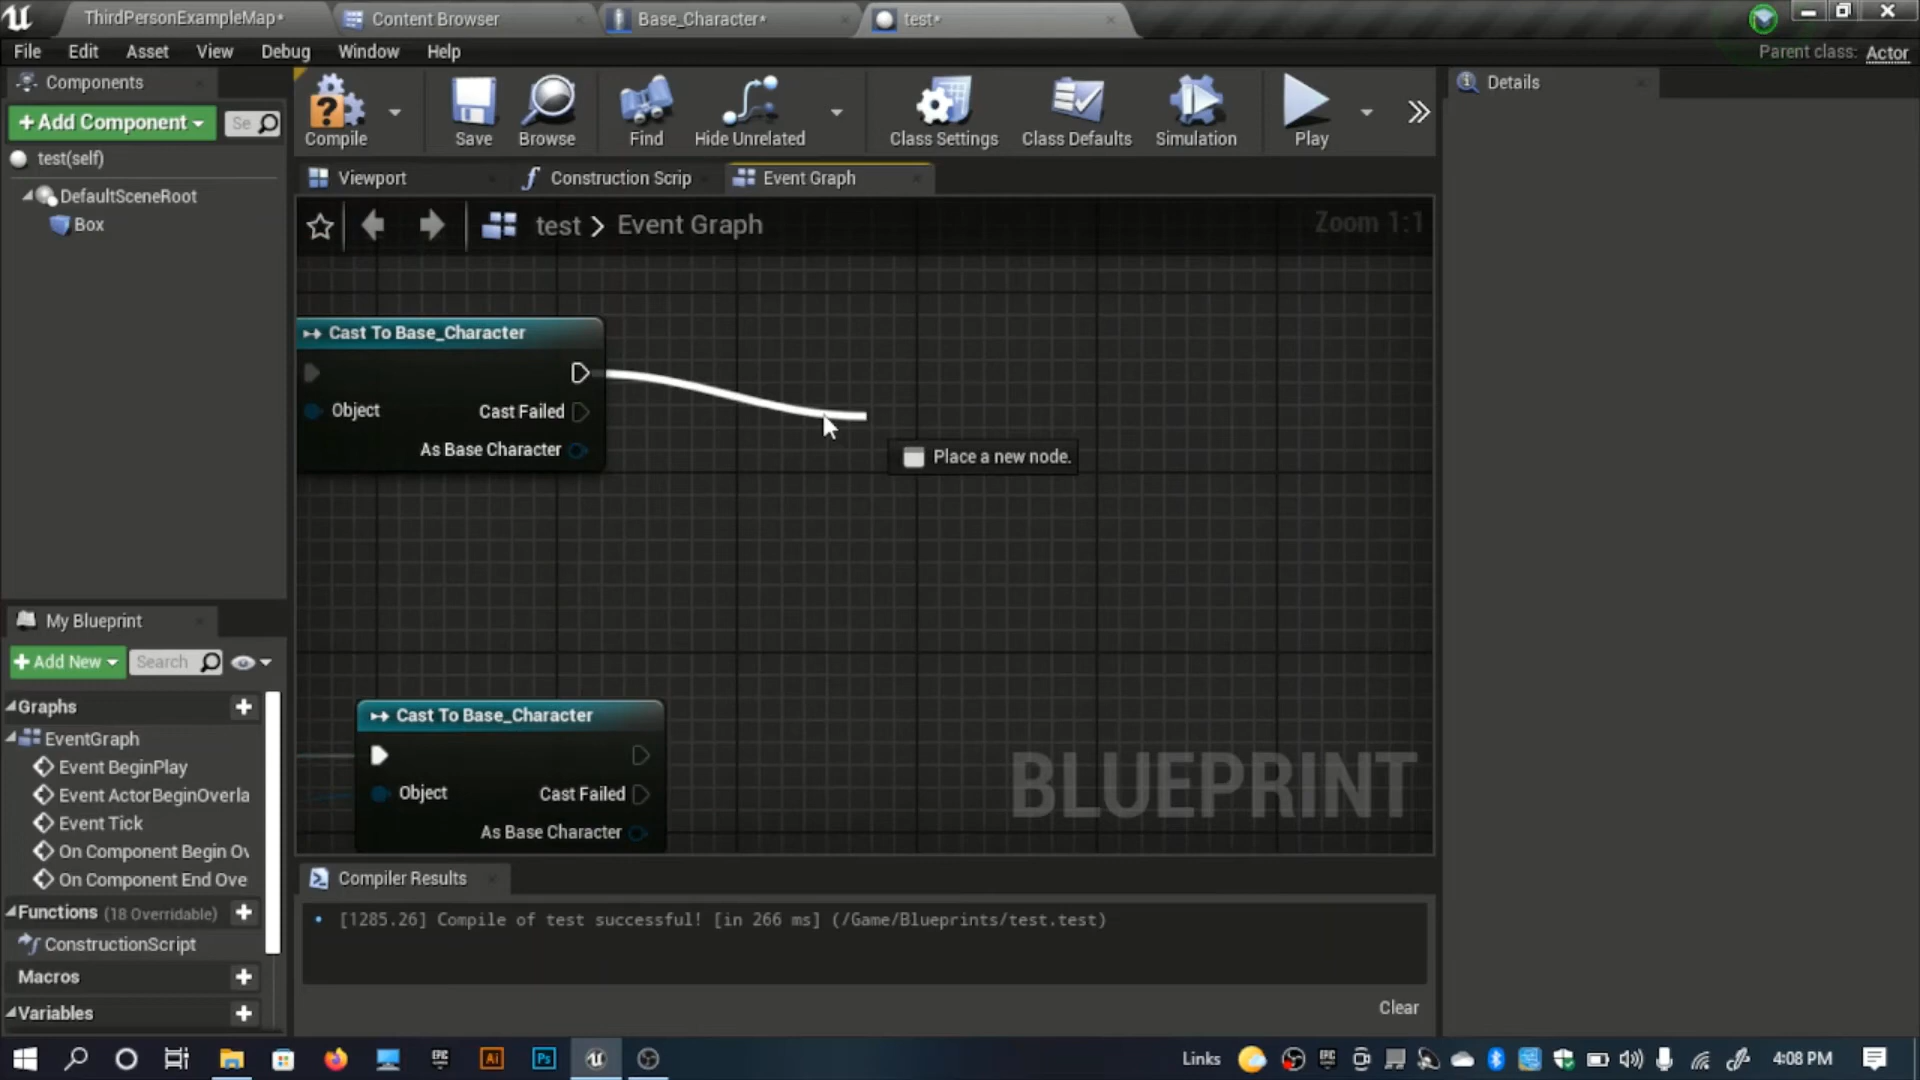 ThirdPersonExampleMap*
Content Browser
Base_Character*
test*
File
Edit
Asset
View
Debug
Window
Help
Parent class: Actor
Components
+Add Component
Se
test(self)
DefaultSceneRoot
Box
Compile
Save
Browse
Find
Hide Unrelated
Class Settings
Class Defaults
Simulation
Play
Details
Viewport
Construction Scrip
Event Graph
test > Event Graph
Zoom 1:1
Cast To Base_Character
Object
Cast Failed
As Base Character
Place a new node.
Cast To Base_Character
Object
Cast Failed
As Base Character
BLUEPRINT
My Blueprint
+Add New
Search
Graphs
EventGraph
Event BeginPlay
Event ActorBeginOverla
Event Tick
On Component Begin Ov
On Component End Ove
Functions (18 Overridable)
ConstructionScript
Macros
Variables
Compiler Results
[1285.26] Compile of test successful! [in 266 ms] (/Game/Blueprints/test.test)
Clear
Links
4:08 PM